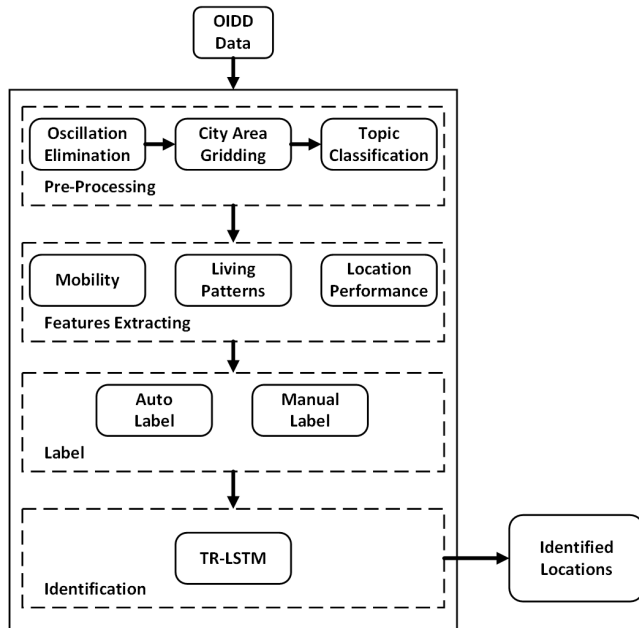 OIDD
Data
Oscillation
Elimination
City Area
Gridding
Topic
Classification
Pre-Processing
Mobility
Living
Patterns
Location
Performance
Features Extracting
Auto
Label
Manual
Label
Label
TR-LSTM
Identification
Identified
Locations